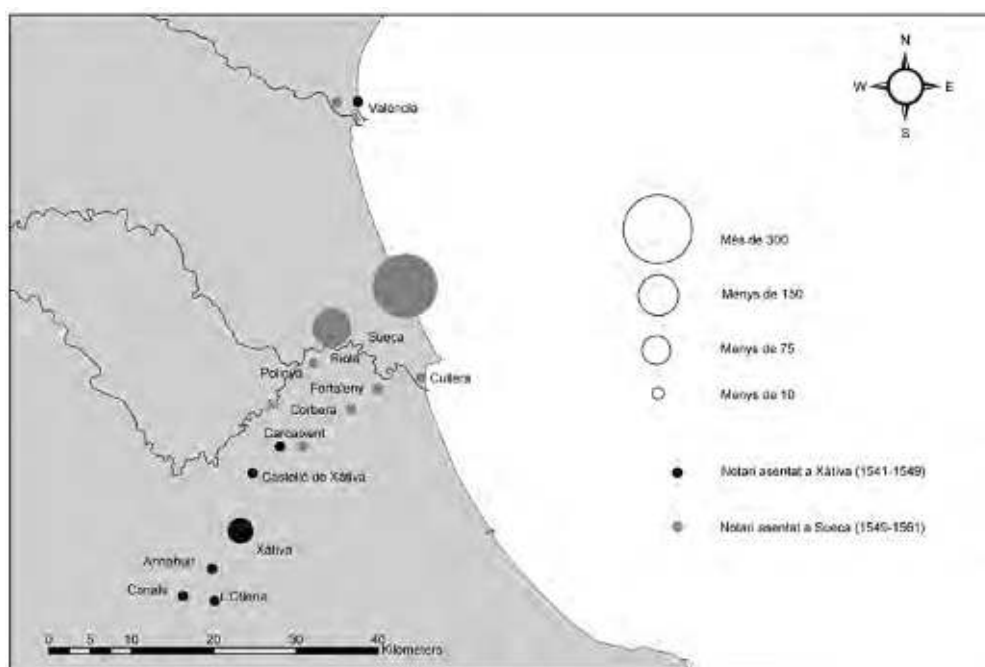 N
W E
S
València
Més de 300
Menys de 150
Sueca
Riola
Menys de 75
Polinyà
Cullera
Fortaleny
Menys de 10
Corbera
Carcaixent
Castelló de Xàtiva
Notari asentat a Xàtiva (1541-1549)
Notari asentat a Sueca (1549-1561)
Xàtiva
Annahuir
Canals
L'Olleria
0 5 10 20 30 40
Kilometers